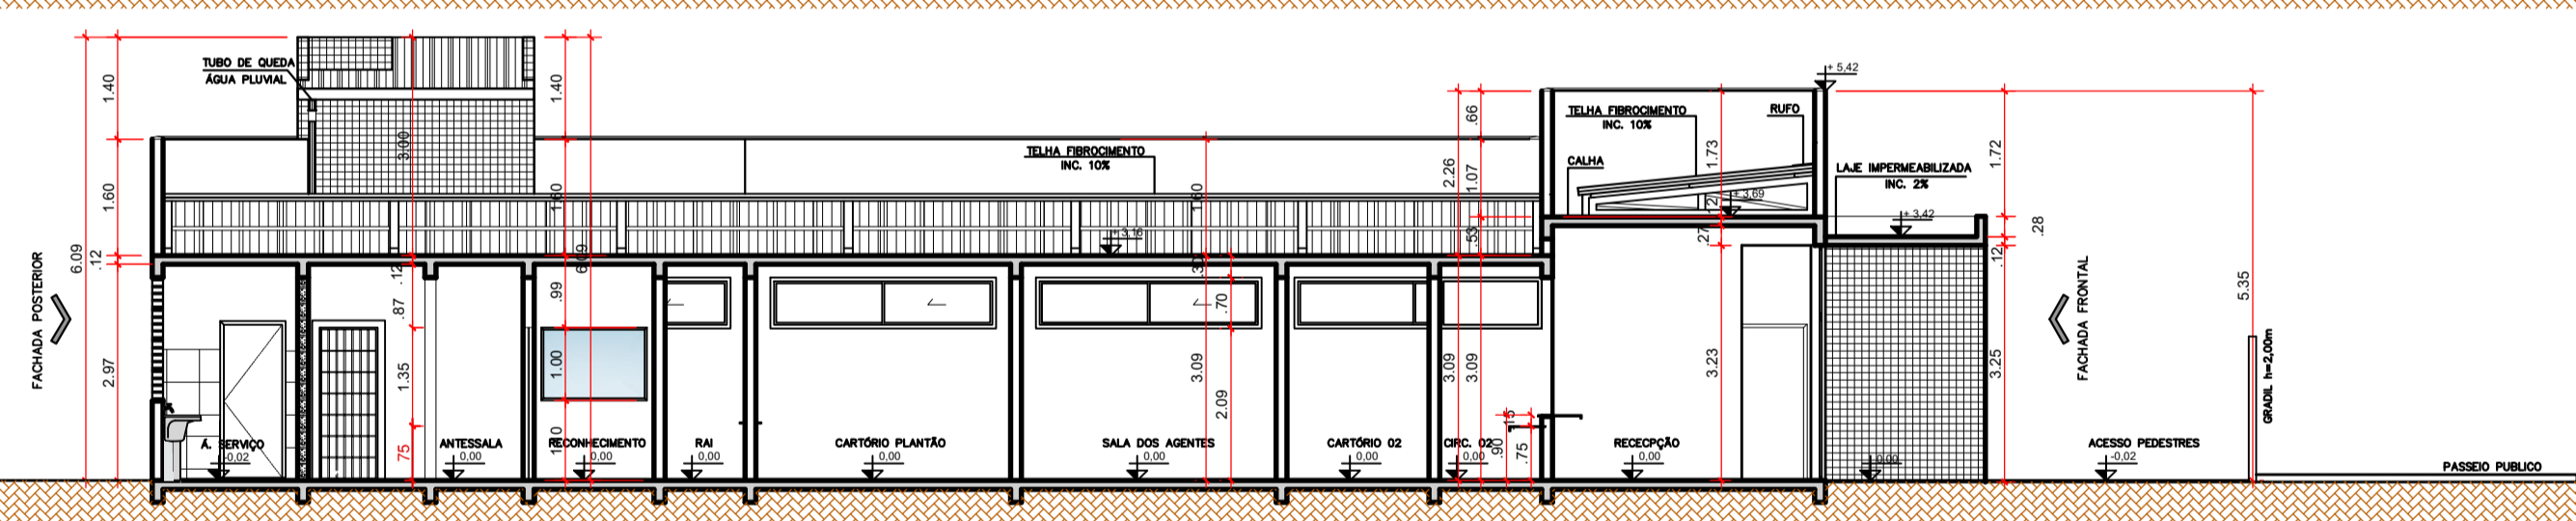 TUBO DE QUEDA
ÁGUA PLUVIAL
TELHA FIBROCIMENTO
INC. 10%
TELHA FIBROCIMENTO
INC. 10%
RUFO
CALHA
+ 5,42
LAJE IMPERMEABILIZADA
INC. 2%
+ 3,69
+ 3,42
FACHADA POSTERIOR
6.09
1.40
1.60
.12
2.97
3.00
.12
.87
1.35
.75
1.40
1.60
6.09
.99
1.00
1.60
.30
.70
3.09
2.09
2.26
.66
1.07
.53
3.09
3.09
.90
.15
.75
1.73
.27
3.23
1.72
.28
.12
3.25
5.35
FACHADA FRONTAL
GRADIL h=2,00m
Á. SERVIÇO
-0,02
ANTESSALA
0,00
RECONHECIMENTO
0,00
RAI
0,00
CARTÓRIO PLANTÃO
0,00
SALA DOS AGENTES
0,00
CARTÓRIO 02
0,00
CIRC. 02
0,00
RECECPÇÃO
0,00
0,00
ACESSO PEDESTRES
-0,02
PASSEIO PUBLICO